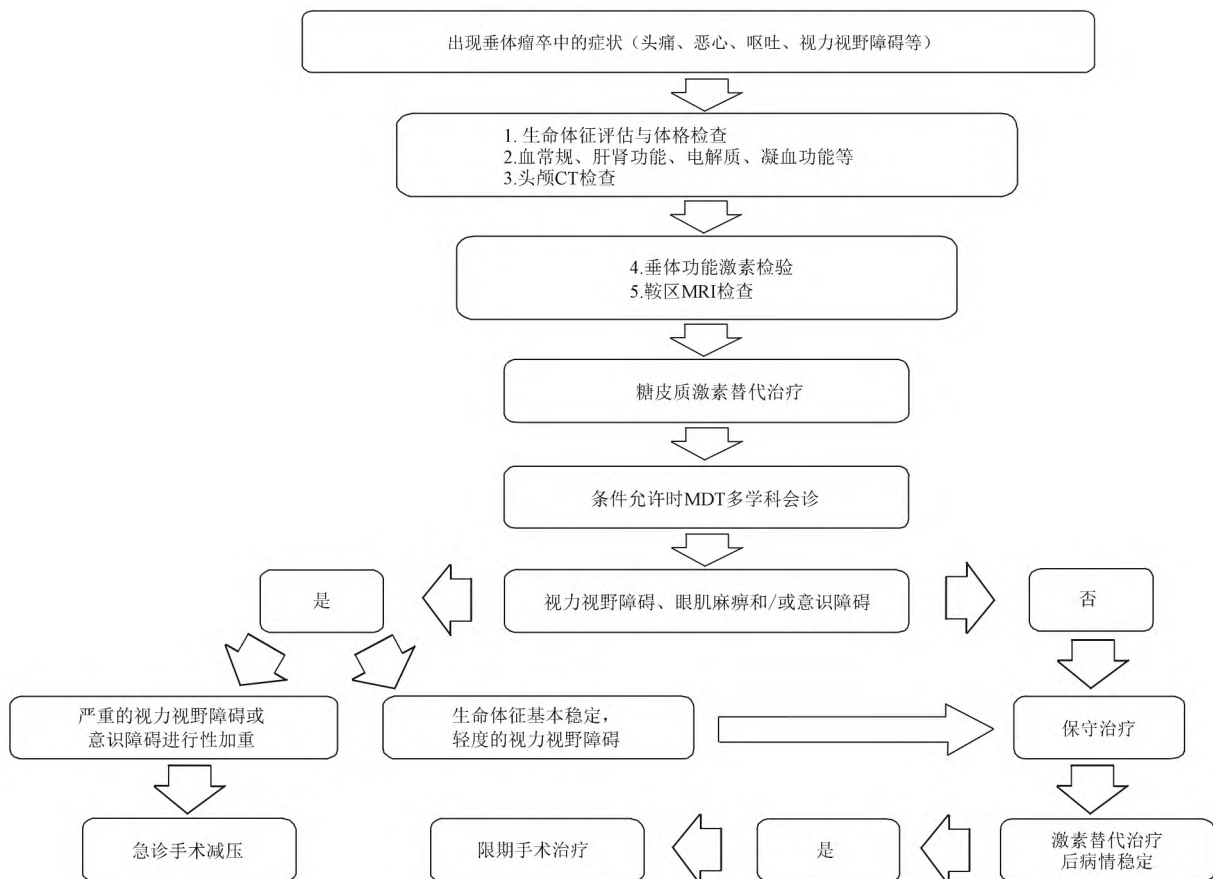 出现垂体瘤卒中的症状（头痛、恶心、呕吐、视力视野障碍等）
1. 生命体征评估与体格检查
2.血常规、肝肾功能、电解质、凝血功能等
3.头颅CT检查
4.垂体功能激素检验
5.鞍区MRI检查
糖皮质激素替代治疗
条件允许时MDT多学科会诊
是
视力视野障碍、眼肌麻痹和/或意识障碍
否
严重的视力视野障碍或
意识障碍进行性加重
生命体征基本稳定，
轻度的视力视野障碍
保守治疗
急诊手术减压
限期手术治疗
是
激素替代治疗
后病情稳定